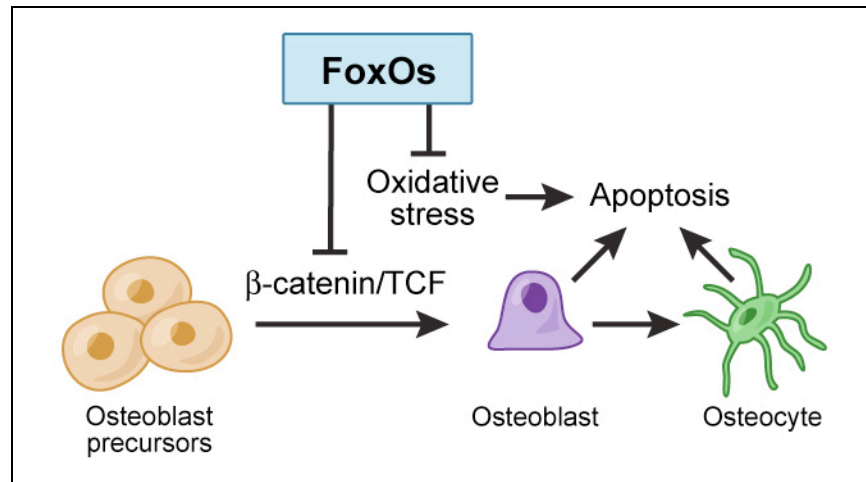 FoxOs
Oxidative
stress
Apoptosis
β-catenin/TCF
Osteoblast
precursors
Osteoblast
Osteocyte